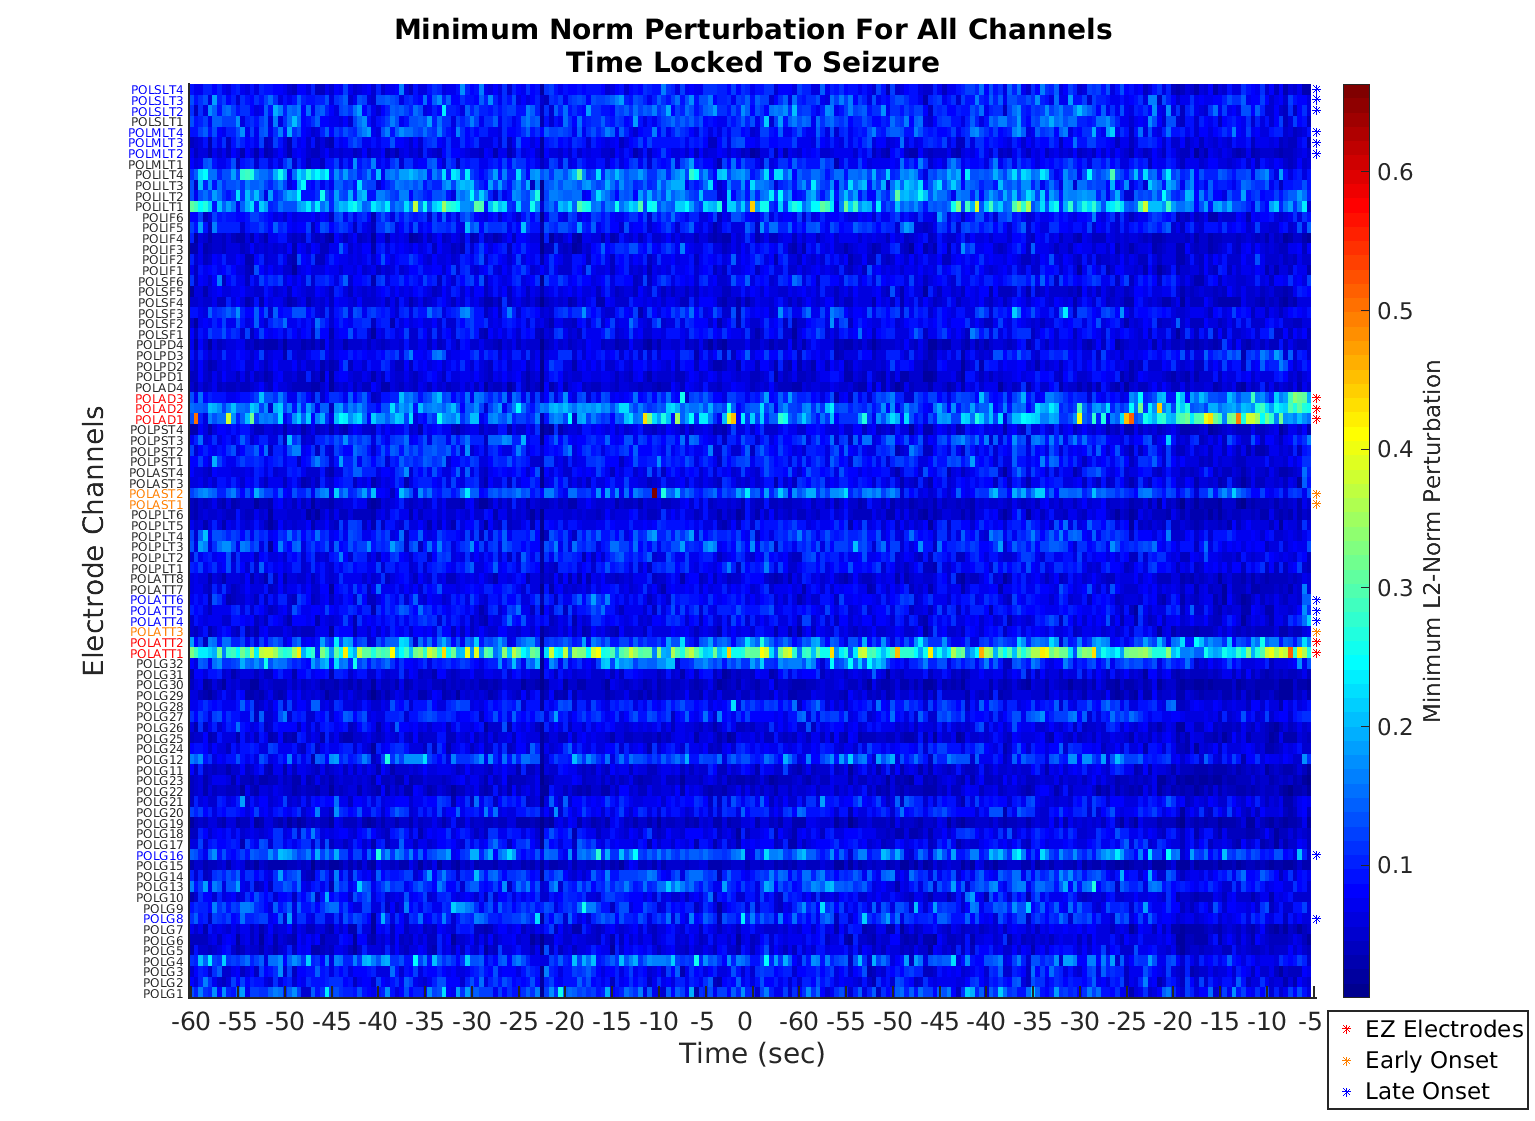 Minimum Norm Perturbation For All Channels
Time Locked To Seizure
Electrode Channels
POLSLT4
POLSLT3
POLSLT2
POLSLT1
POLMLT4
POLMLT3
POLMLT2
POLMLT1
POLILT4
POLILT3
POLILT2
POLILT1
POLIF6
POLIF5
POLIF4
POLIF3
POLIF2
POLIF1
POLSF6
POLSF5
POLSF4
POLSF3
POLSF2
POLSF1
POLPD4
POLPD3
POLPD2
POLPD1
POLAD4
POLAD3
POLAD2
POLAD1
POLPST4
POLPST3
POLPST2
POLPST1
POLAST4
POLAST3
POLAST2
POLAST1
POLPLT6
POLPLT5
POLPLT4
POLPLT3
POLPLT2
POLPLT1
POLATT8
POLATT7
POLATT6
POLATT5
POLATT4
POLATT3
POLATT2
POLATT1
POLG32
POLG31
POLG30
POLG29
POLG28
POLG27
POLG26
POLG25
POLG24
POLG12
POLG11
POLG23
POLG22
POLG21
POLG20
POLG19
POLG18
POLG17
POLG16
POLG15
POLG14
POLG13
POLG10
POLG9
POLG8
POLG7
POLG6
POLG5
POLG4
POLG3
POLG2
POLG1
-60 -55 -50 -45 -40 -35 -30 -25 -20 -15 -10 -5 0 -60 -55 -50 -45 -40 -35 -30 -25 -20 -15 -10 -5
Time (sec)
0.6
0.5
0.4
0.3
0.2
0.1
Minimum L2-Norm Perturbation
EZ Electrodes
Early Onset
Late Onset